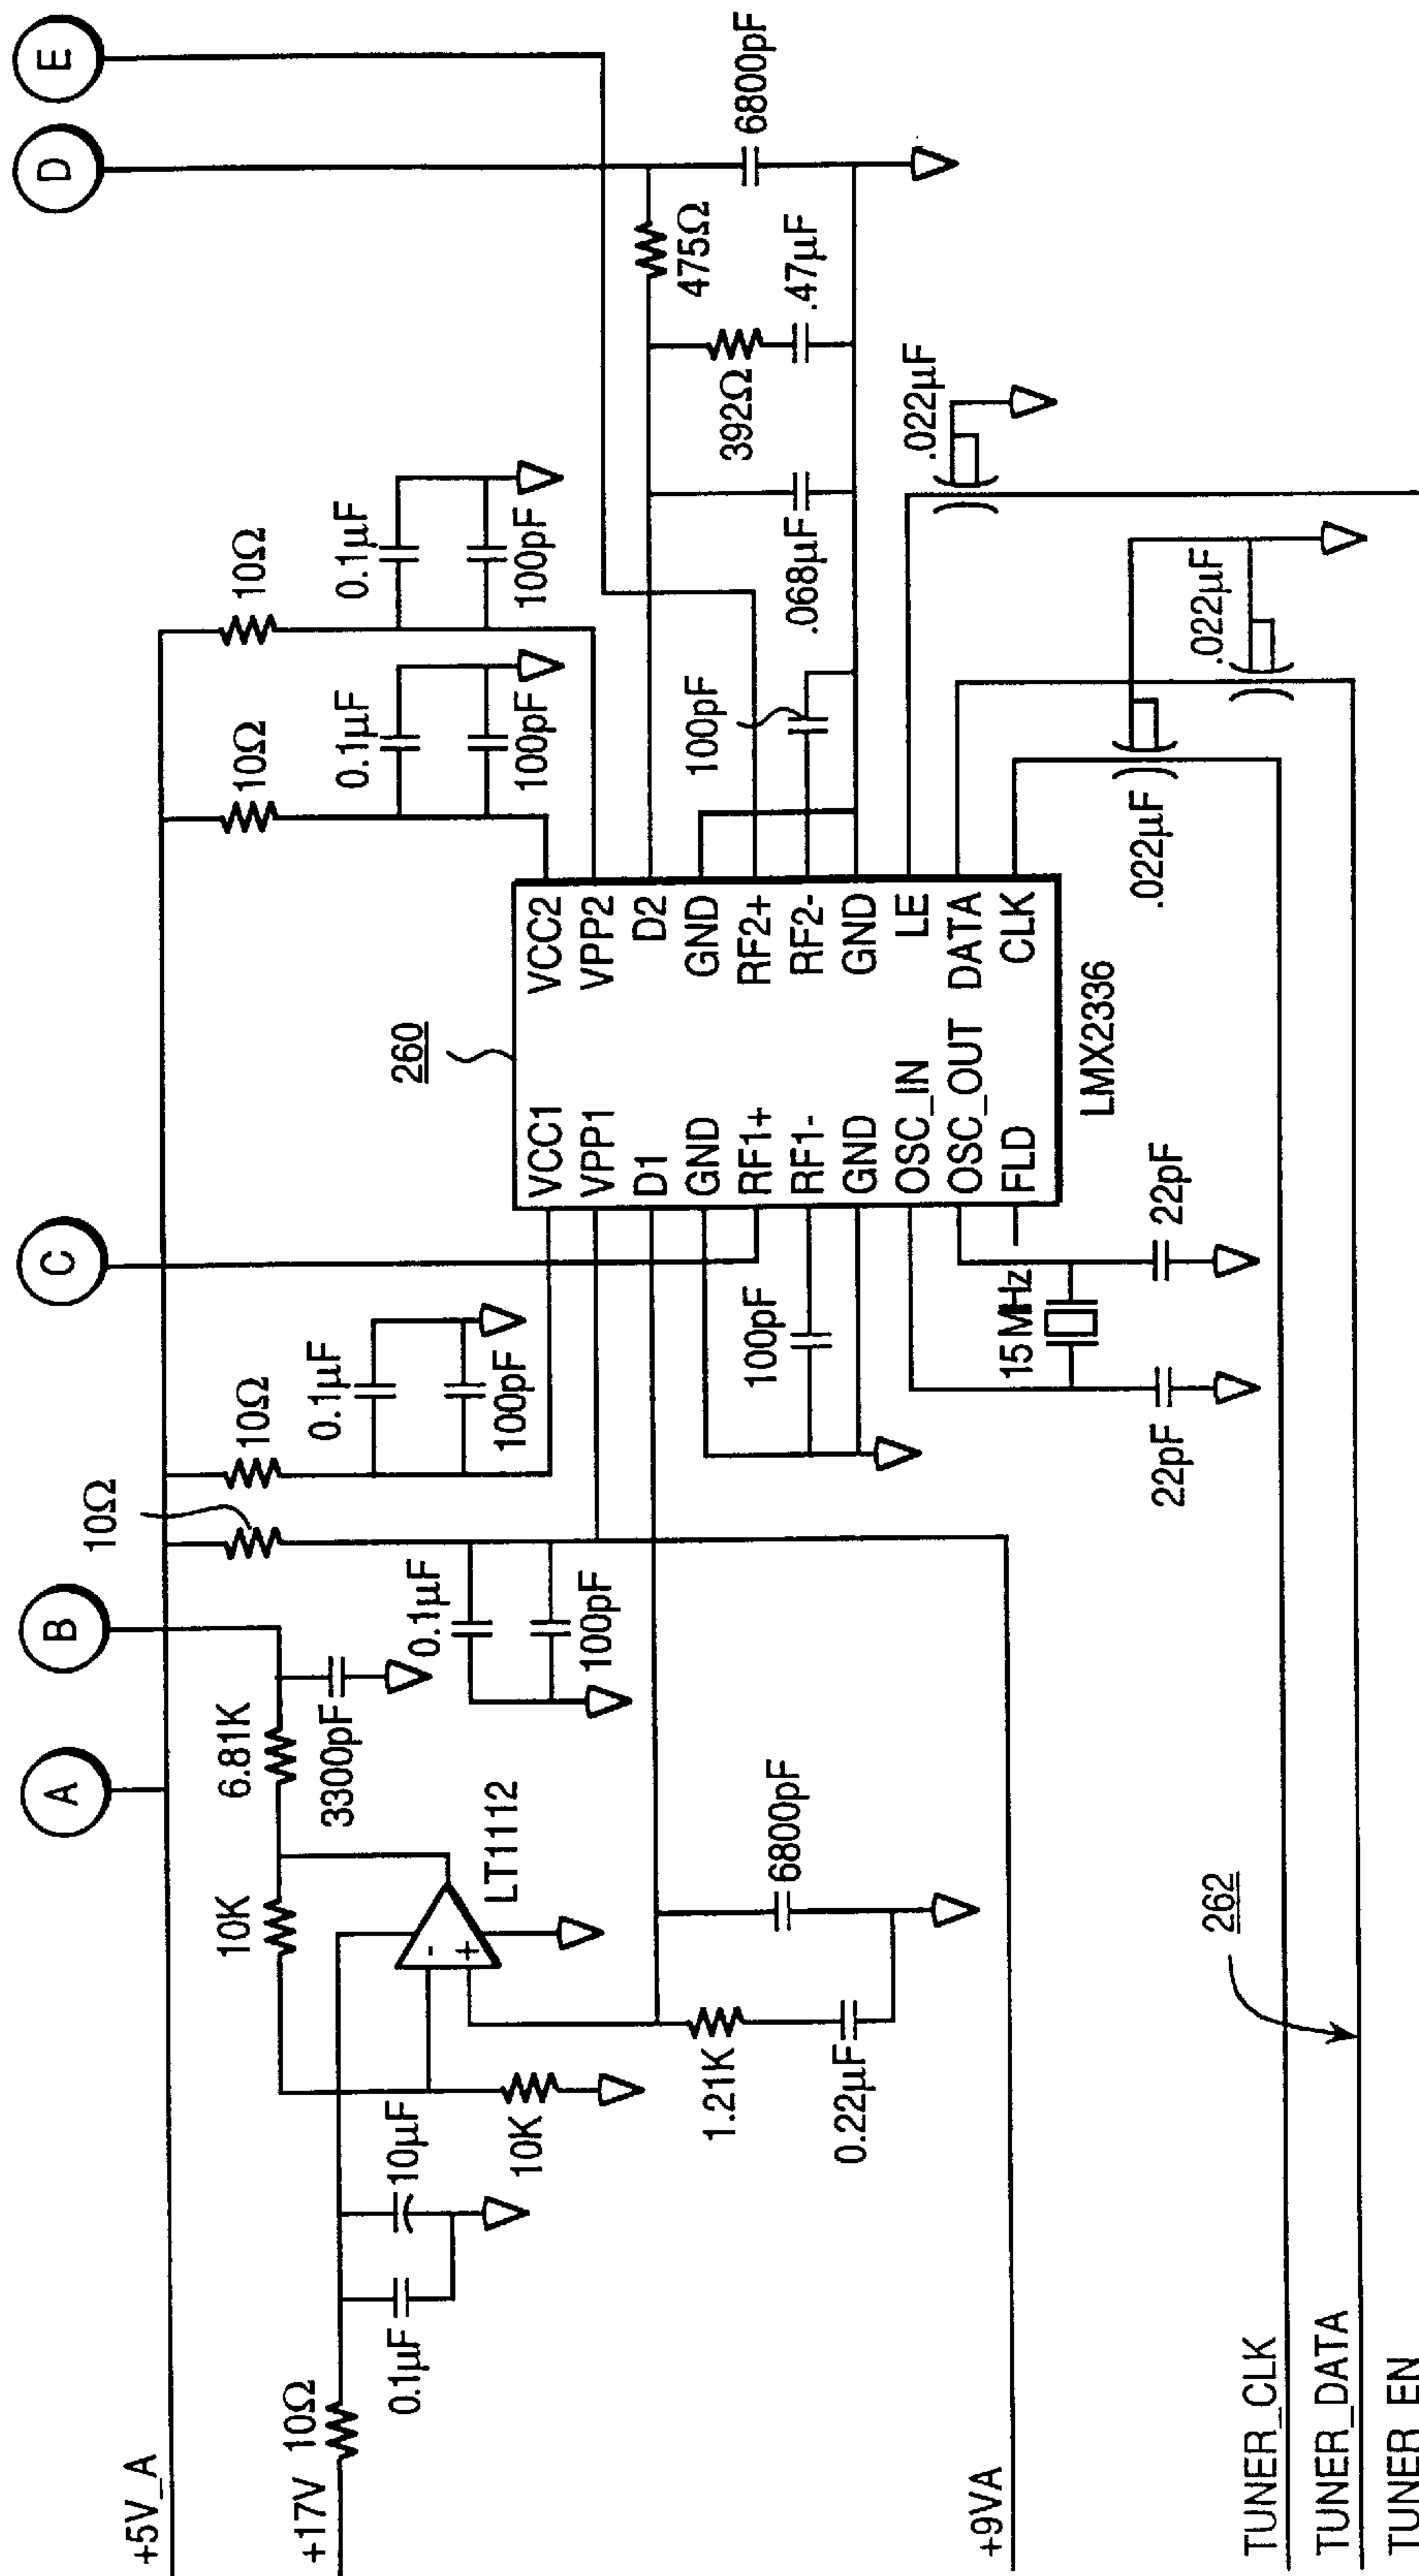 A
B
C
D
E
+5V_A
+17V
10Ω
0.1µF
10µF
10K
10K
6.81K
3300pF
LT1112
1.21K
0.22µF
6800pF
+9VA
10Ω
0.1µF
100pF
10Ω
0.1µF
100pF
100pF
15MHz
22pF
22pF
260
VCC1
VPP1
D1
GND
RF1+
RF1-
GND
OSC_IN
OSC_OUT
FLD
VCC2
VPP2
D2
GND
RF2+
RF2-
GND
LE
DATA
CLK
LMX2336
10Ω
0.1µF
100pF
10Ω
0.1µF
100pF
100pF
.068µF
392Ω
.47µF
475Ω
6800pF
.022µF
.022µF
.022µF
262
TUNER_CLK
TUNER_DATA
TUNER_EN